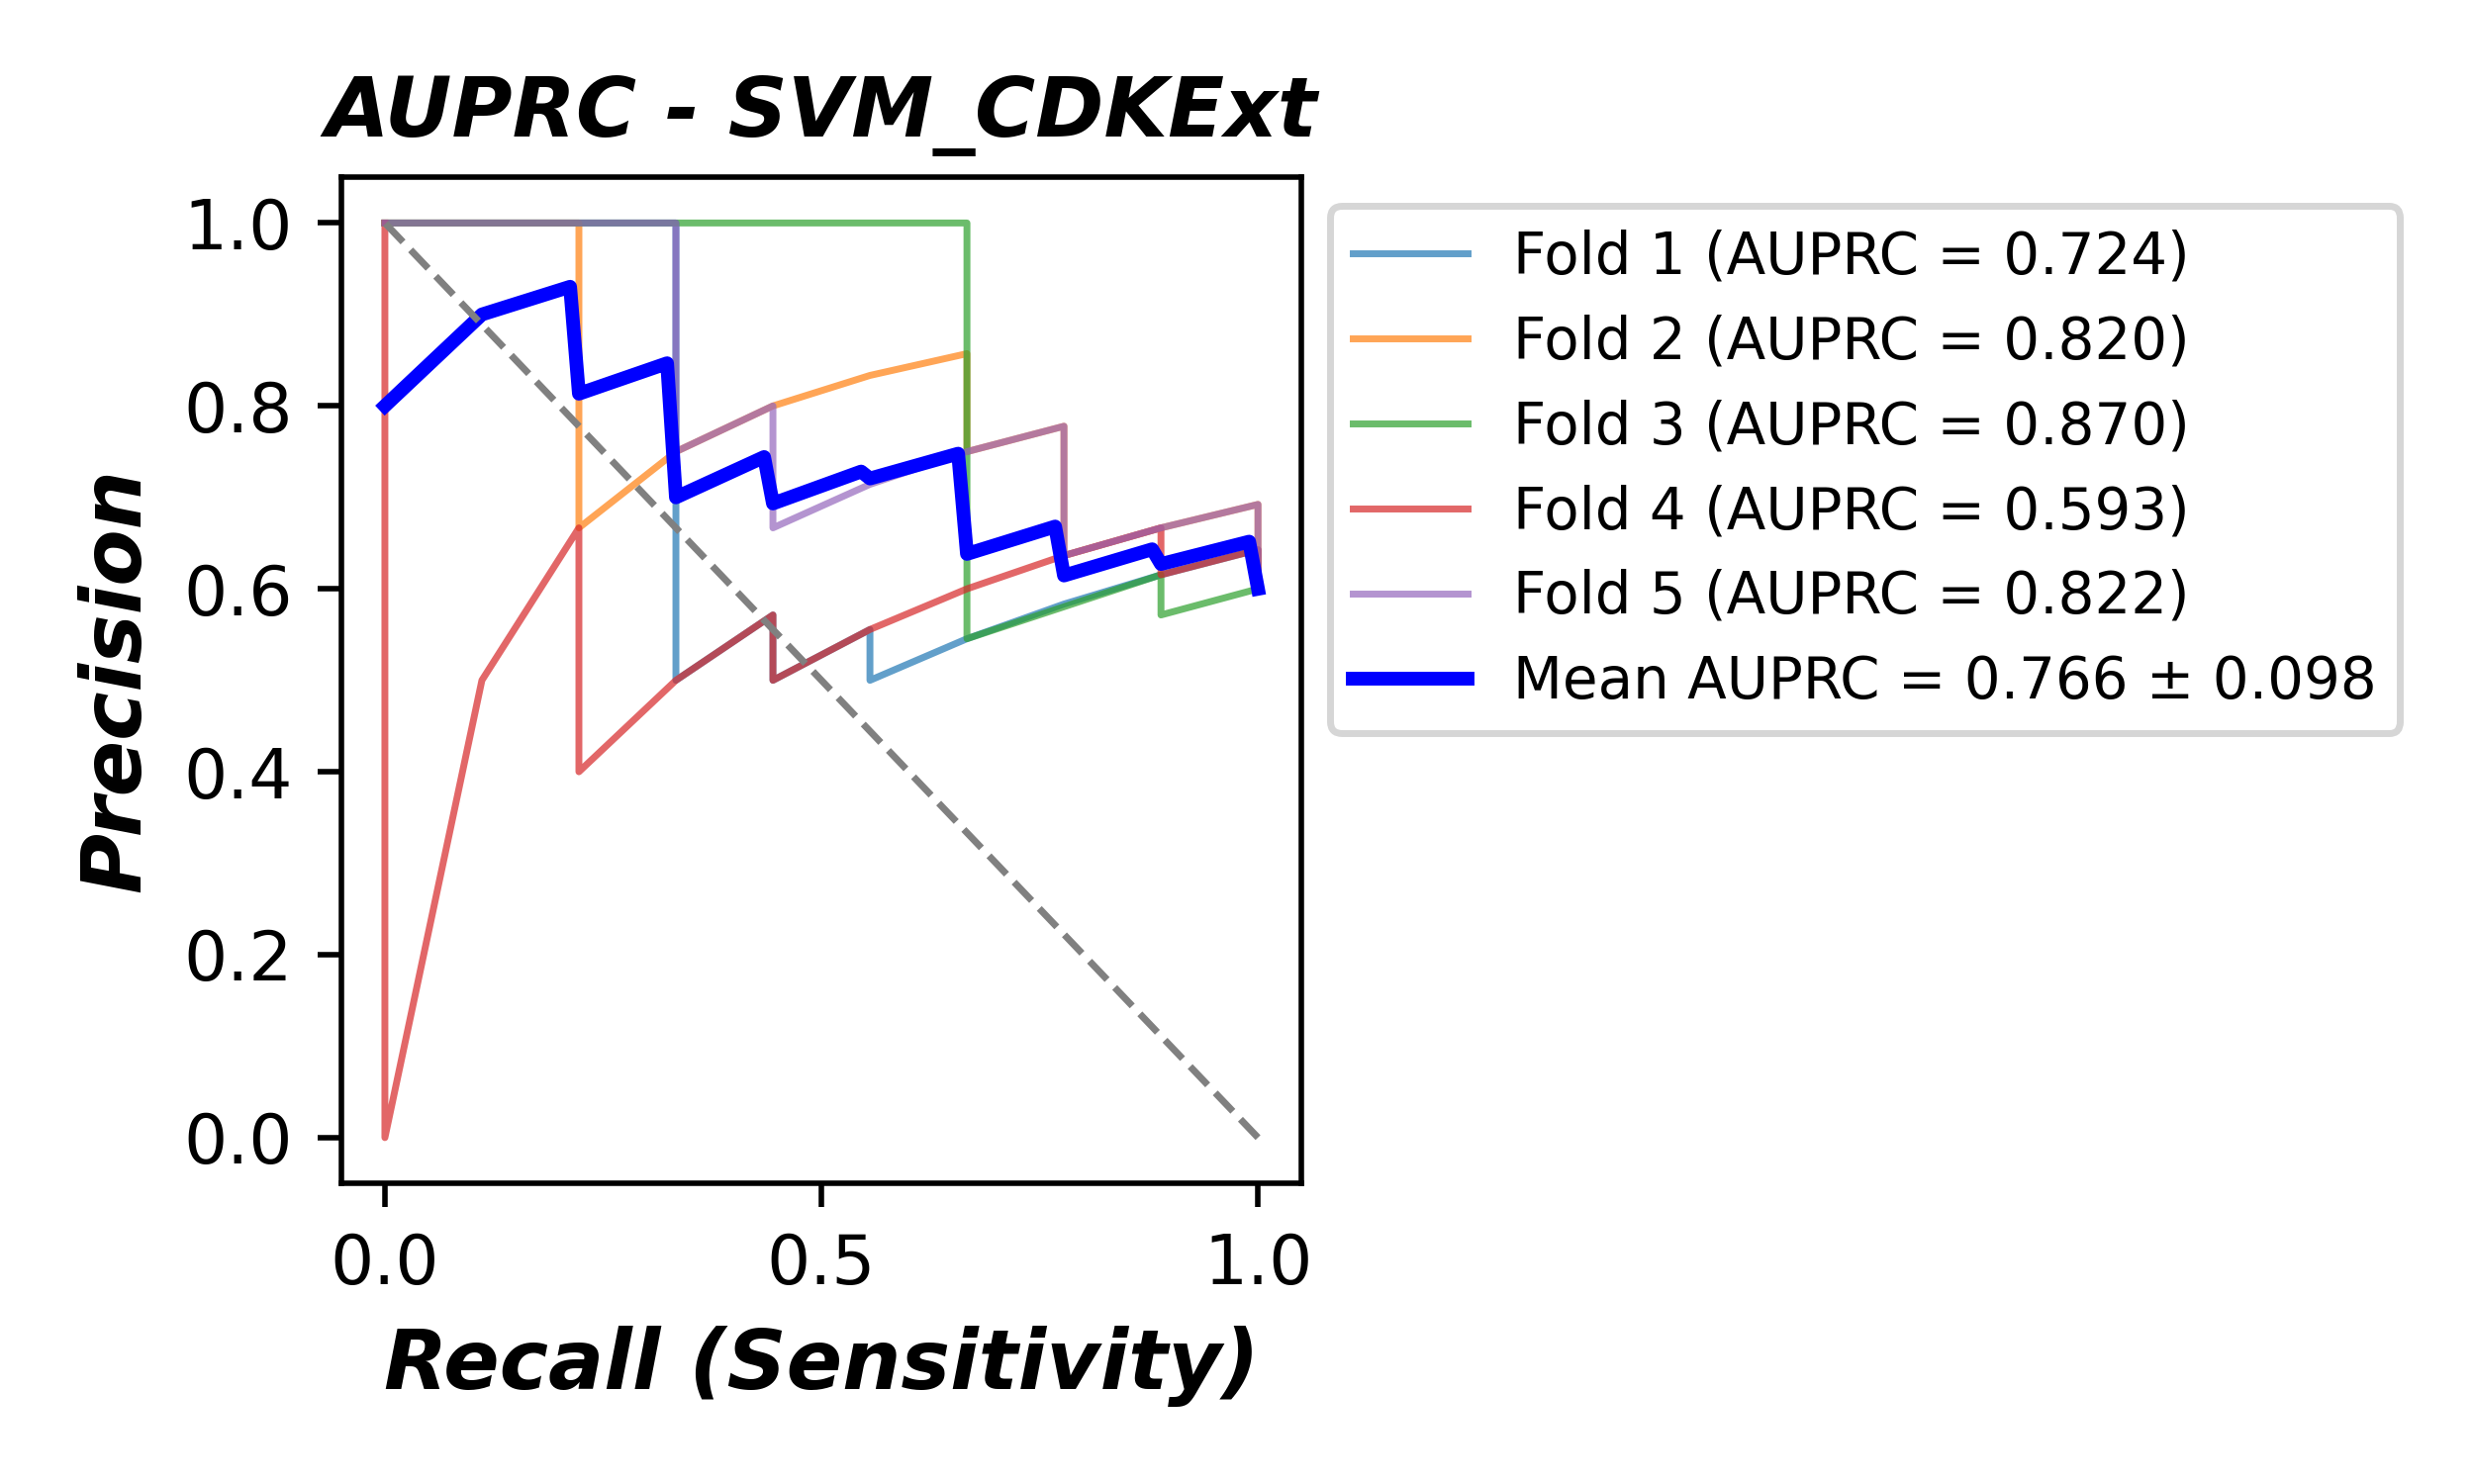 AUPRC - SVM_CDKExt
Precision
1.0
0.8
0.6
0.4
0.2
0.0
0.0 0.5 1.0
Recall (Sensitivity)
Fold 1 (AUPRC = 0.724)
Fold 2 (AUPRC = 0.820)
Fold 3 (AUPRC = 0.870)
Fold 4 (AUPRC = 0.593)
Fold 5 (AUPRC = 0.822)
Mean AUPRC = 0.766 ± 0.098